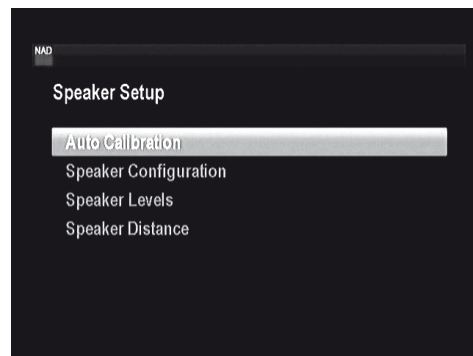 NAD
Speaker Setup
Auto Calibration
Speaker Configuration
Speaker Levels
Speaker Distance